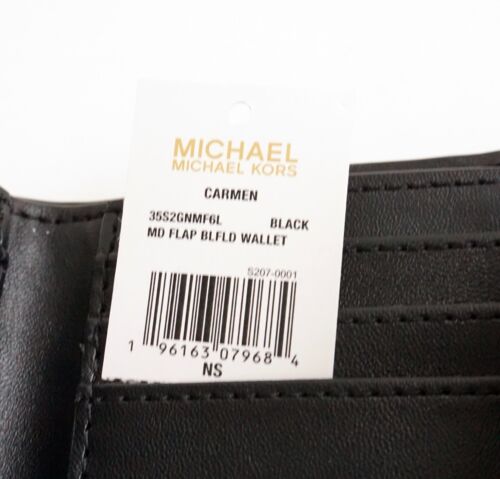 MICHAEL
MICHAEL KORS
CARMEN
35S2GNMF6L BLACK
MD FLAP BLFLD WALLET
S207-0001
1 96163 07968 4
NS